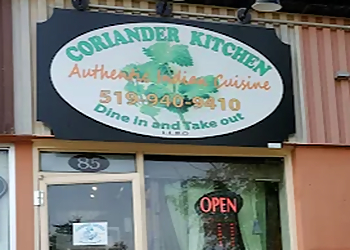 CORIANDER KITCHEN
Authentic Indian Cuisine
519-940-9410
Dine in and Take out
L.L.B.O.
85
OPEN